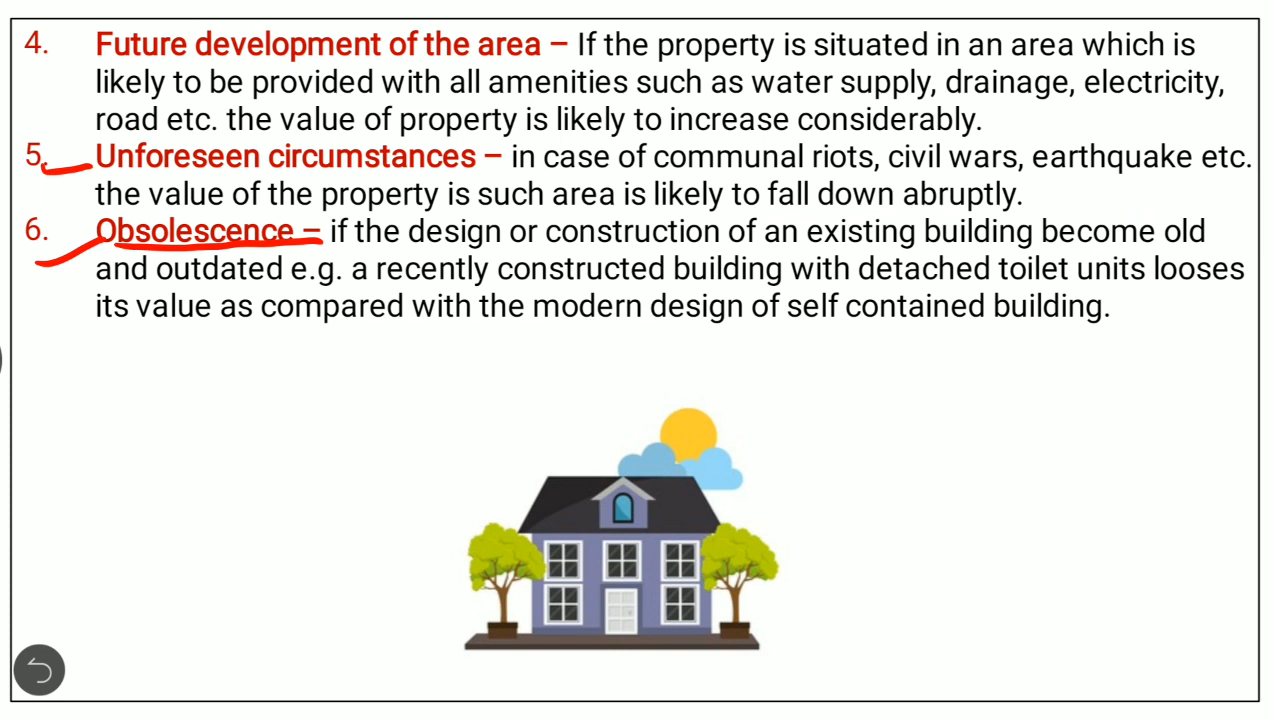 4. Future development of the area – If the property is situated in an area which is
likely to be provided with all amenities such as water supply, drainage, electricity,
road etc. the value of property is likely to increase considerably.
5. Unforeseen circumstances – in case of communal riots, civil wars, earthquake etc.
the value of the property is such area is likely to fall down abruptly.
6. Obsolescence – if the design or construction of an existing building become old
and outdated e.g. a recently constructed building with detached toilet units looses
its value as compared with the modern design of self contained building.